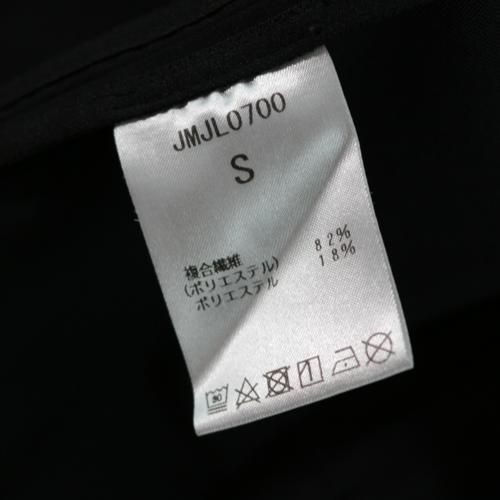 JMJL0700
S
複合繊維 82%
(ポリエステル)
ポリエステル 18%